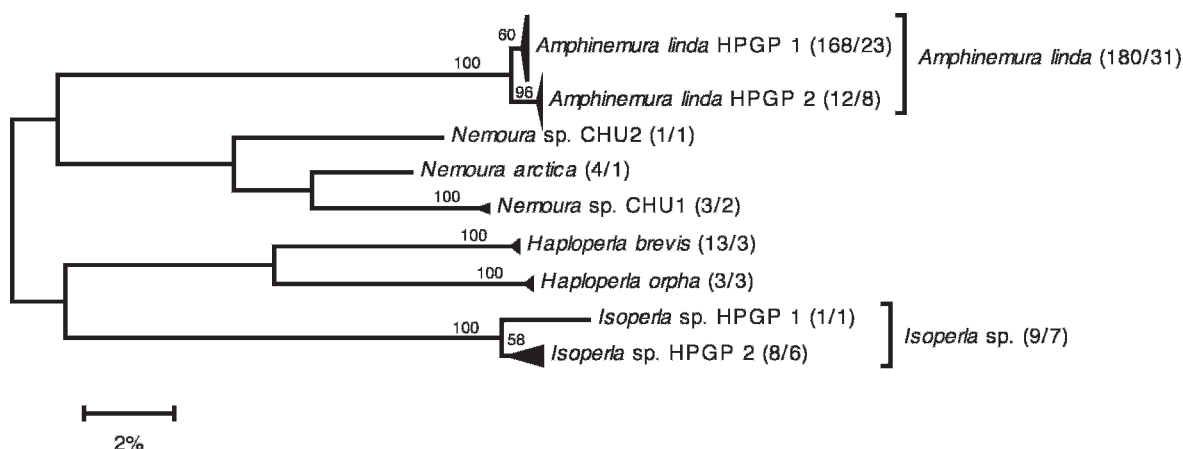 60
Amphinemura linda HPGP 1 (168/23)
100
Amphinemura linda (180/31)
96
Amphinemura linda HPGP 2 (12/8)
Nemoura sp. CHU2 (1/1)
Nemoura arctica (4/1)
100
Nemoura sp. CHU1 (3/2)
100
Haploperla brevis (13/3)
100
Haploperla orpha (3/3)
Isoperla sp. HPGP 1 (1/1)
100
58
Isoperla sp. (9/7)
Isoperla sp. HPGP 2 (8/6)
2%